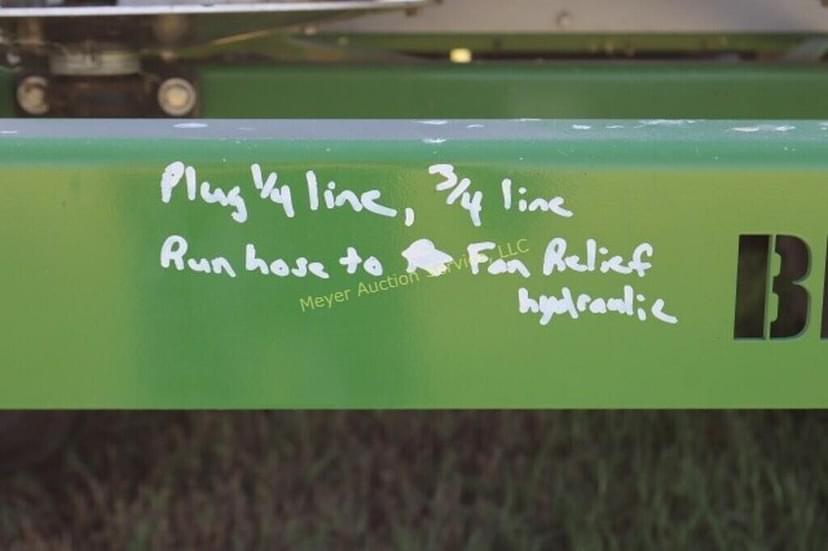 Plug 1/4 line, 3/4 line
Run hose to Fan Relief
hydraulic
Meyer Auction Service, LLC
B